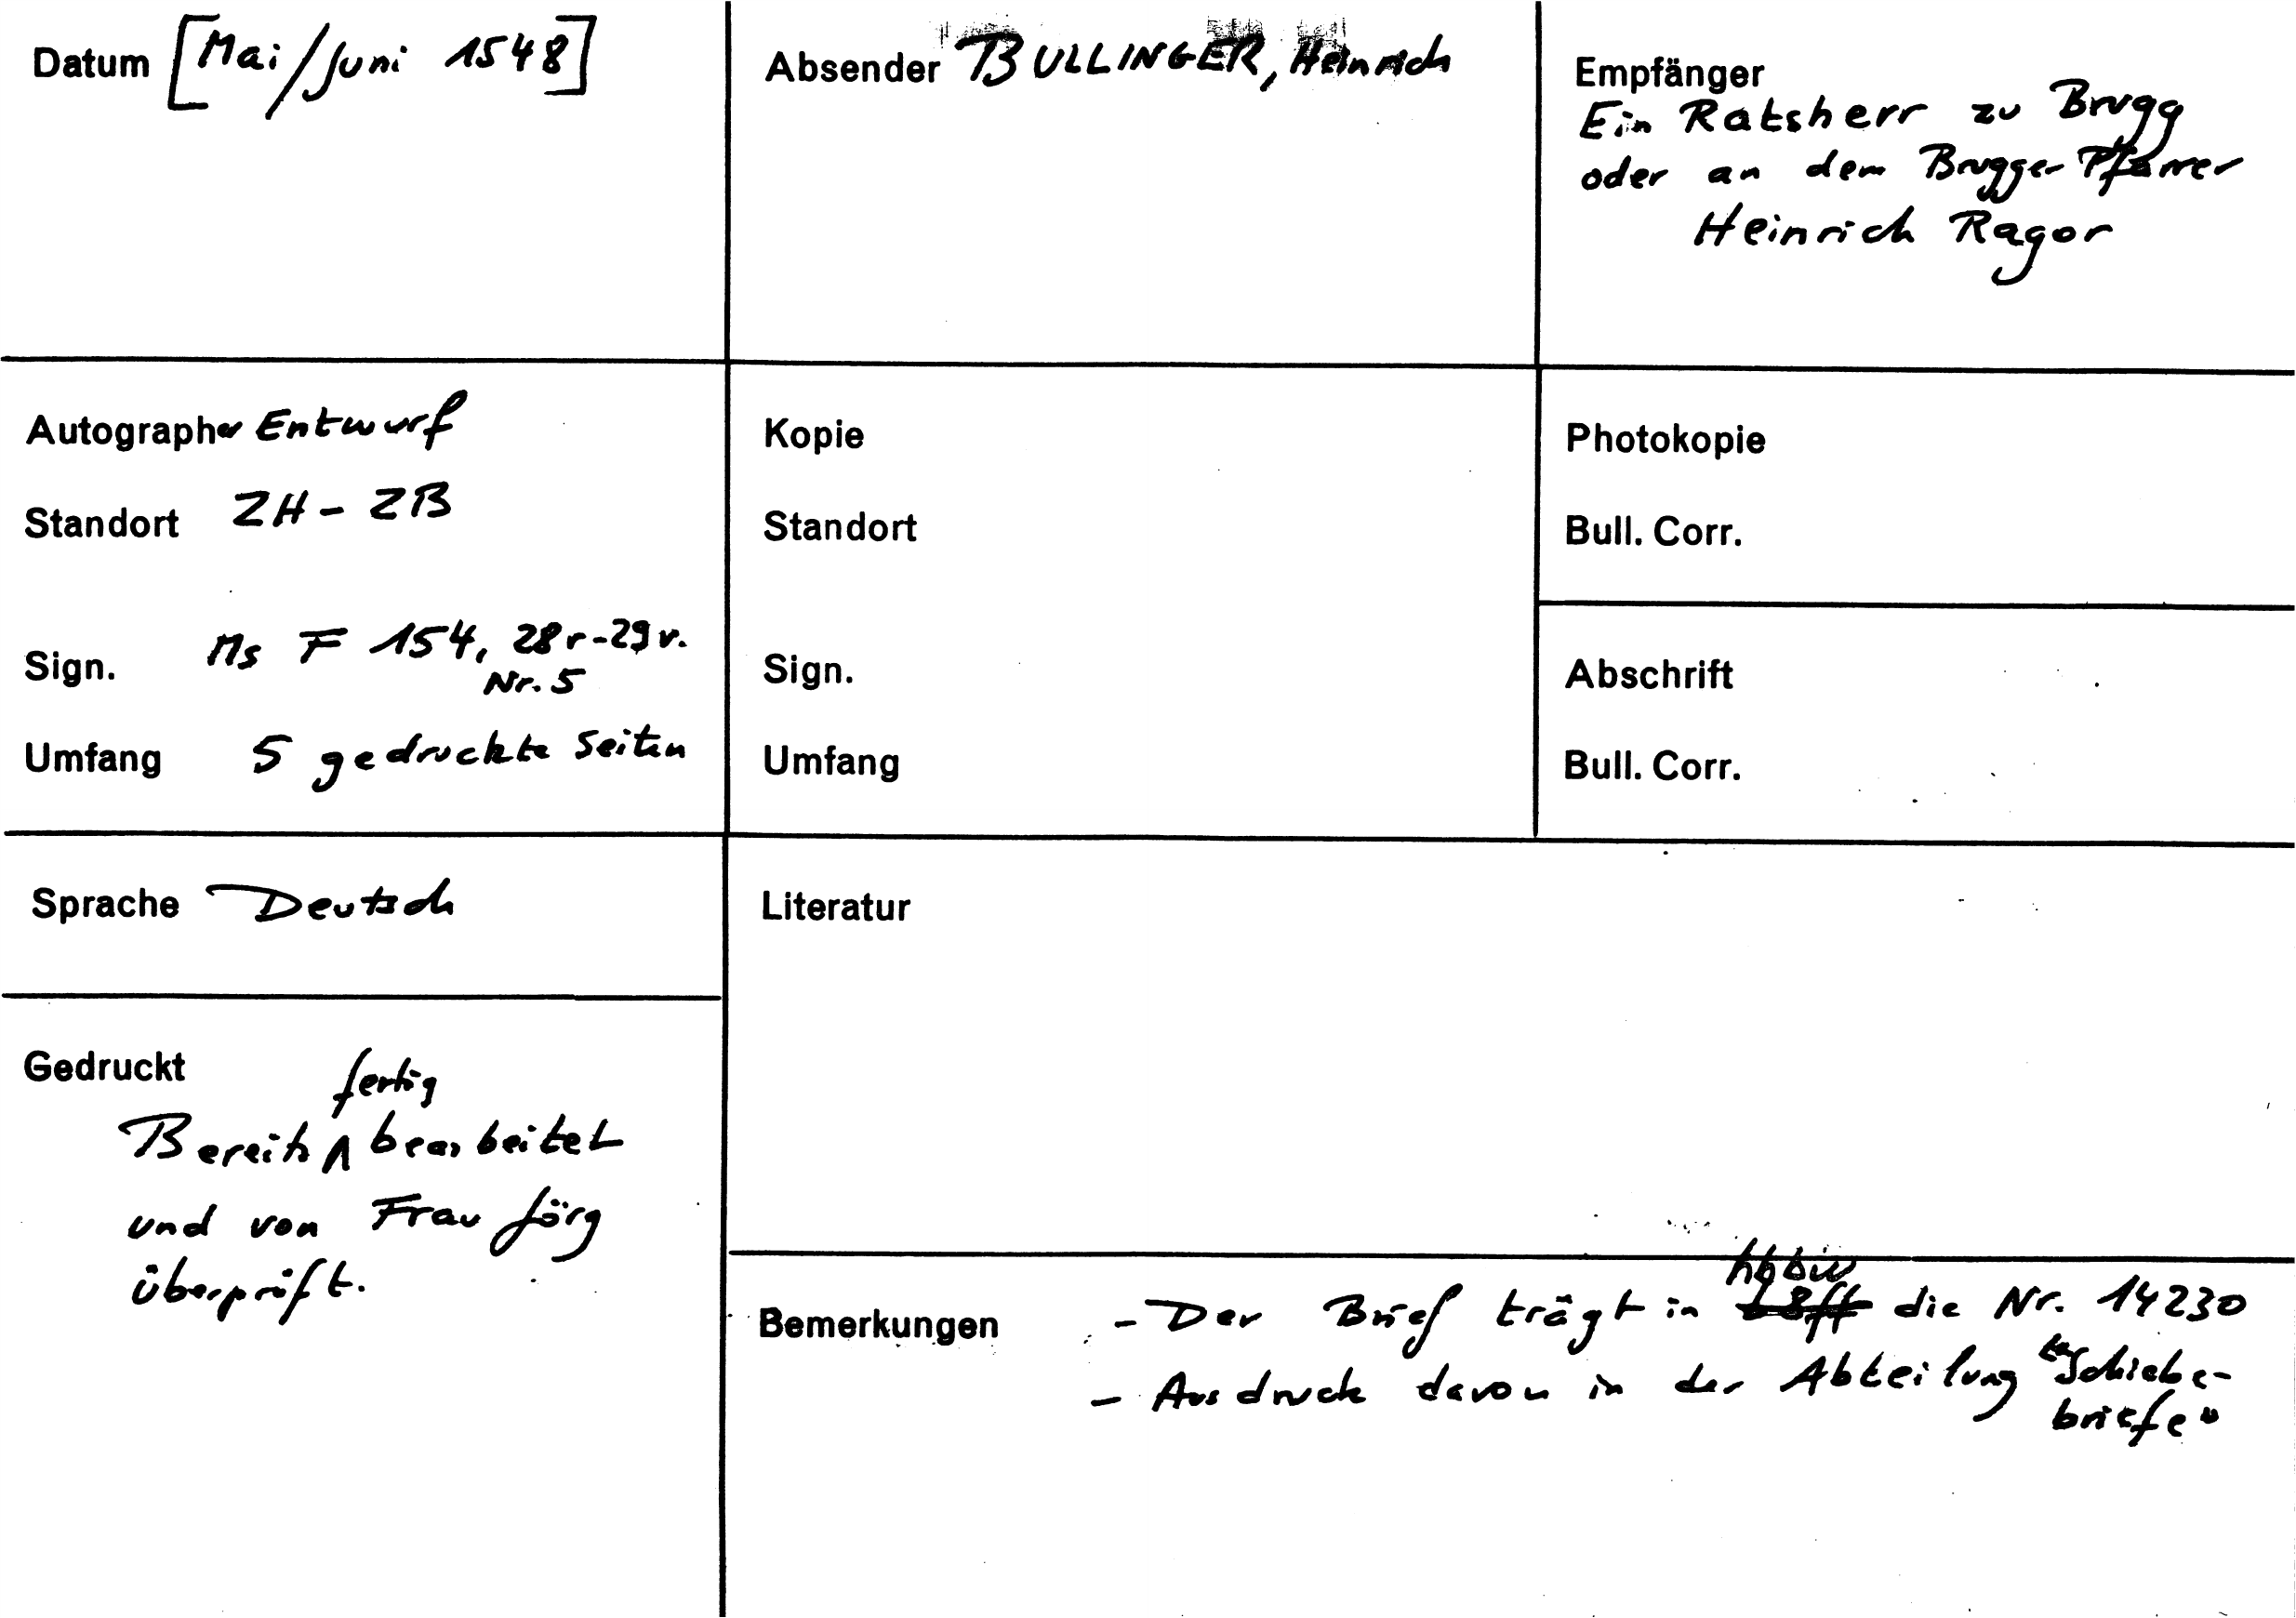 Datum [Mai/Juni 1548]
Absender BULLINGER, Heinrich
Empfänger
Ein Ratsherr zu Brugg
oder an dem Brugger Pfarrer
Heinrich Ragor
Autographer Entwurf
Standort ZH-ZB
Sign. Ms F 154, 28r-29v.
Nr. 5
Umfang 5 gedruckte Seiten
Kopie
Standort
Sign.
Umfang
Photokopie
Bull. Corr.
Abschrift
Bull. Corr.
Sprache Deutsch
Literatur
Gedruckt
fertig
Bereits bearbeitet
und von Frau Jörg
überprüft.
Bemerkungen
- Der Brief trägt in die Nr. 14230
- Ausdruck davon in der Abteilung "Schiebe-
briefe"